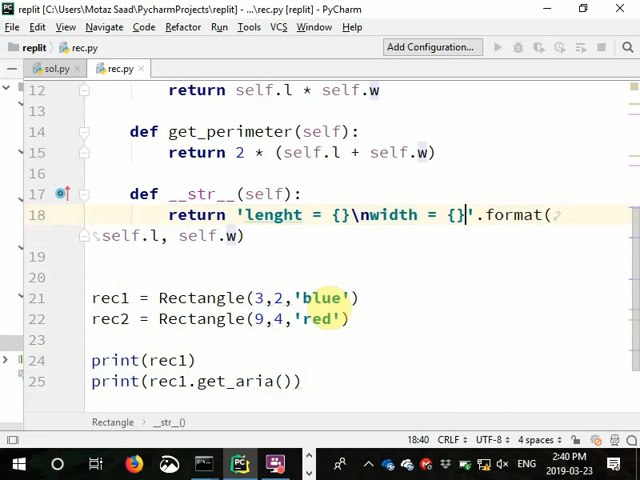 replit [C:\Users\Motaz Saad\PycharmProjects\replit] - ...\rec.py [replit] - PyCharm
File Edit View Navigate Code Refactor Run Tools VCS Window Help
replit rec.py Add Configuration...
sol.py rec.py
12 return self.l * self.w
13
14 def get_perimeter(self):
15 return 2 * (self.l + self.w)
16
17 def __str__(self):
18 return 'lenght = {}\nwidth = {}'.format(
self.l, self.w)
19
20
21 rec1 = Rectangle(3,2,'blue')
22 rec2 = Rectangle(9,4,'red')
23
24 print(rec1)
25 print(rec1.get_aria())
Rectangle __str__()
18:40 CRLF UTF-8 4 spaces
ENG 2:40 PM
2019-03-23